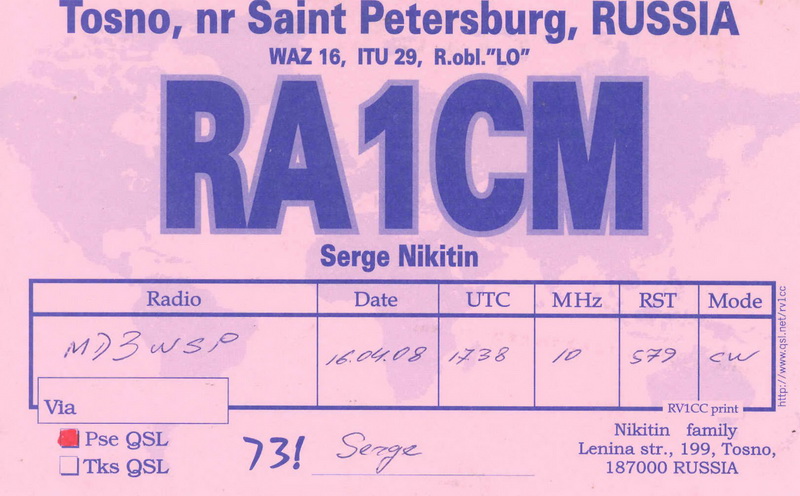 Tosno, nr Saint Petersburg, RUSSIA
WAZ 16, ITU 29, R.obl."LO"
RA1CM
Serge Nikitin
Radio Date UTC MHz RST Mode
MD3WSP 16.04.08 1738 10 579 CW
http://www.qsl.net/rv1cc
Via
RV1CC print
Pse QSL
Tks QSL
73! Serge
Nikitin family
Lenina str., 199, Tosno,
187000 RUSSIA